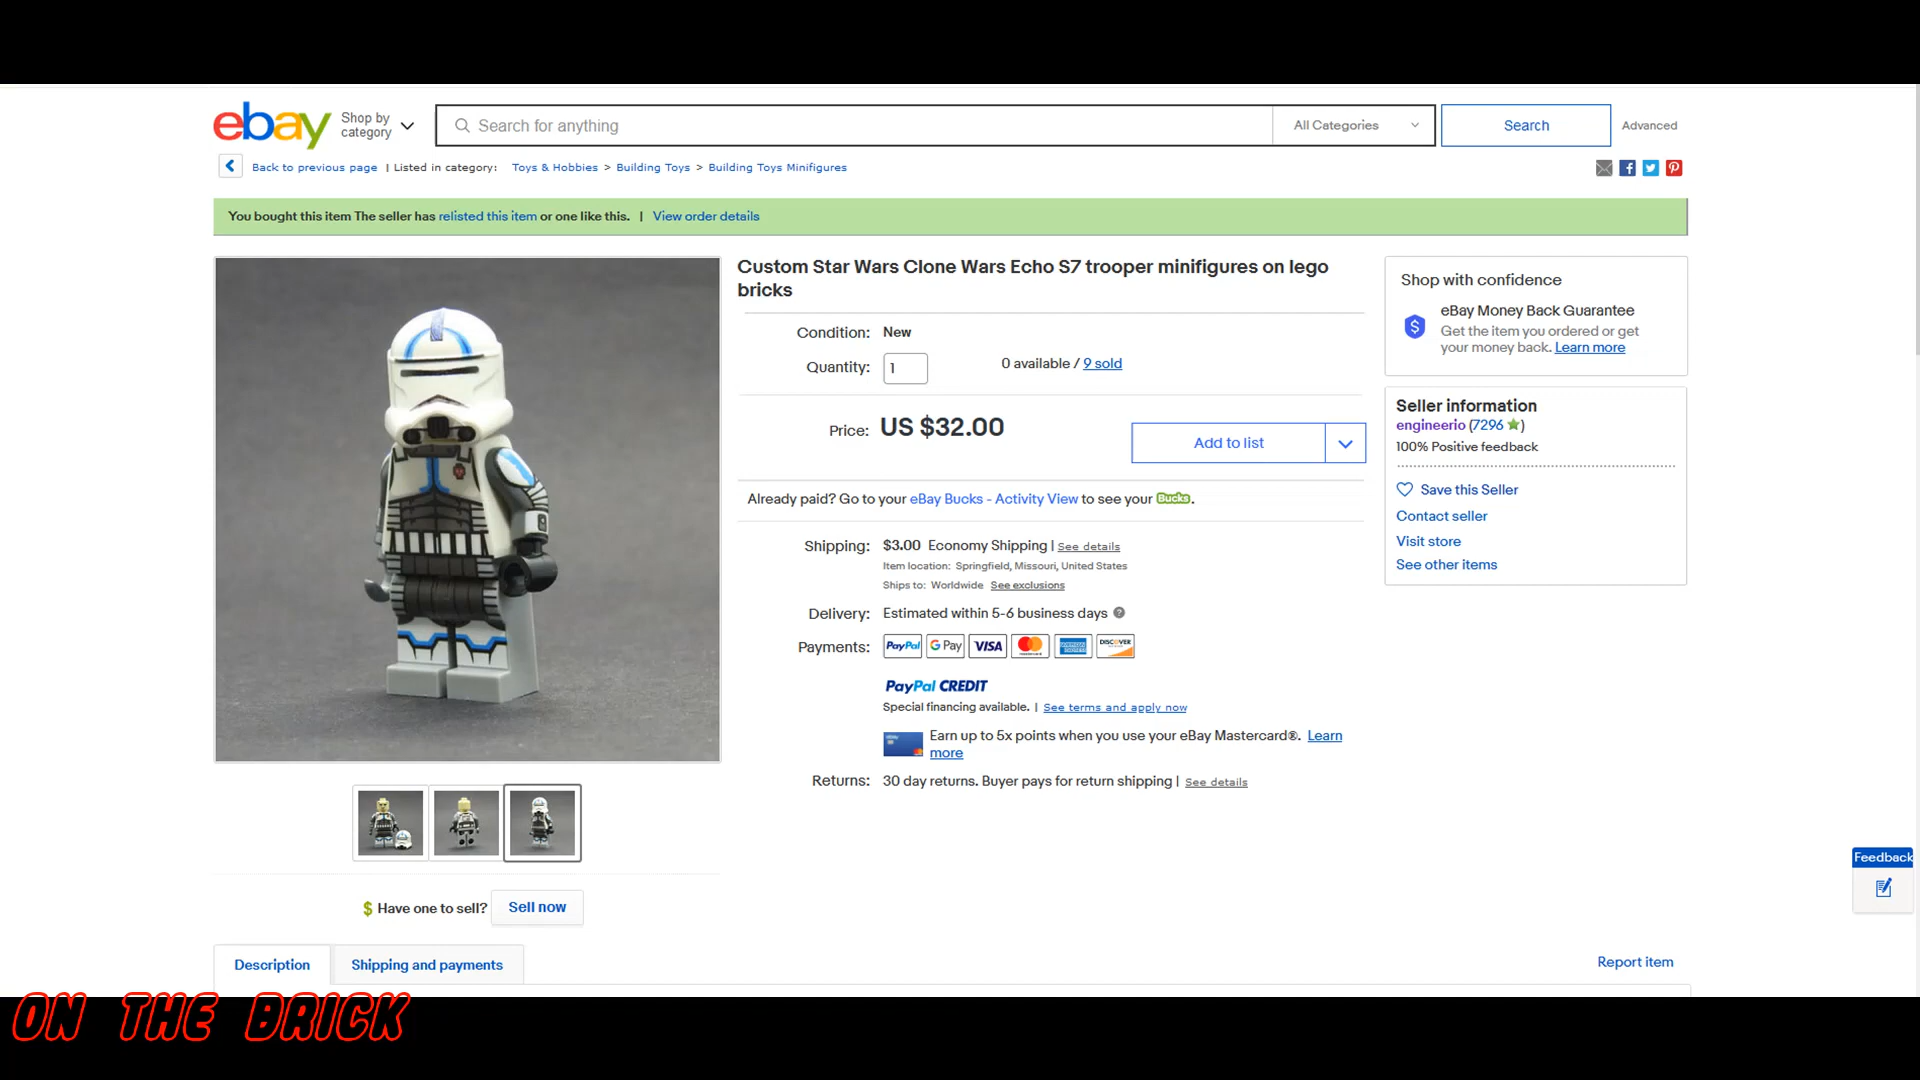 ebay
Shop by category
Search for anything
All Categories
Search
Advanced
Back to previous page | Listed in category: Toys & Hobbies > Building Toys > Building Toys Minifigures
You bought this item The seller has relisted this item or one like this. | View order details
Custom Star Wars Clone Wars Echo S7 trooper minifigures on lego
bricks
Condition: New
Quantity: 1 0 available / 9 sold
Price: US $32.00
Add to list
Already paid? Go to your eBay Bucks - Activity View to see your Bucks.
Shipping: $3.00 Economy Shipping | See details
Item location: Springfield, Missouri, United States
Ships to: Worldwide See exclusions
Delivery: Estimated within 5-6 business days
Payments: PayPal G Pay VISA DISCOVER
PayPal CREDIT
Special financing available. | See terms and apply now
Earn up to 5x points when you use your eBay Mastercard®. Learn
more
Returns: 30 day returns. Buyer pays for return shipping | See details
Shop with confidence
eBay Money Back Guarantee
Get the item you ordered or get
your money back. Learn more
Seller information
engineerio (7296)
100% Positive feedback
Save this Seller
Contact seller
Visit store
See other items
$ Have one to sell? Sell now
Feedback
Description
Shipping and payments
Report item
ON THE BRICK